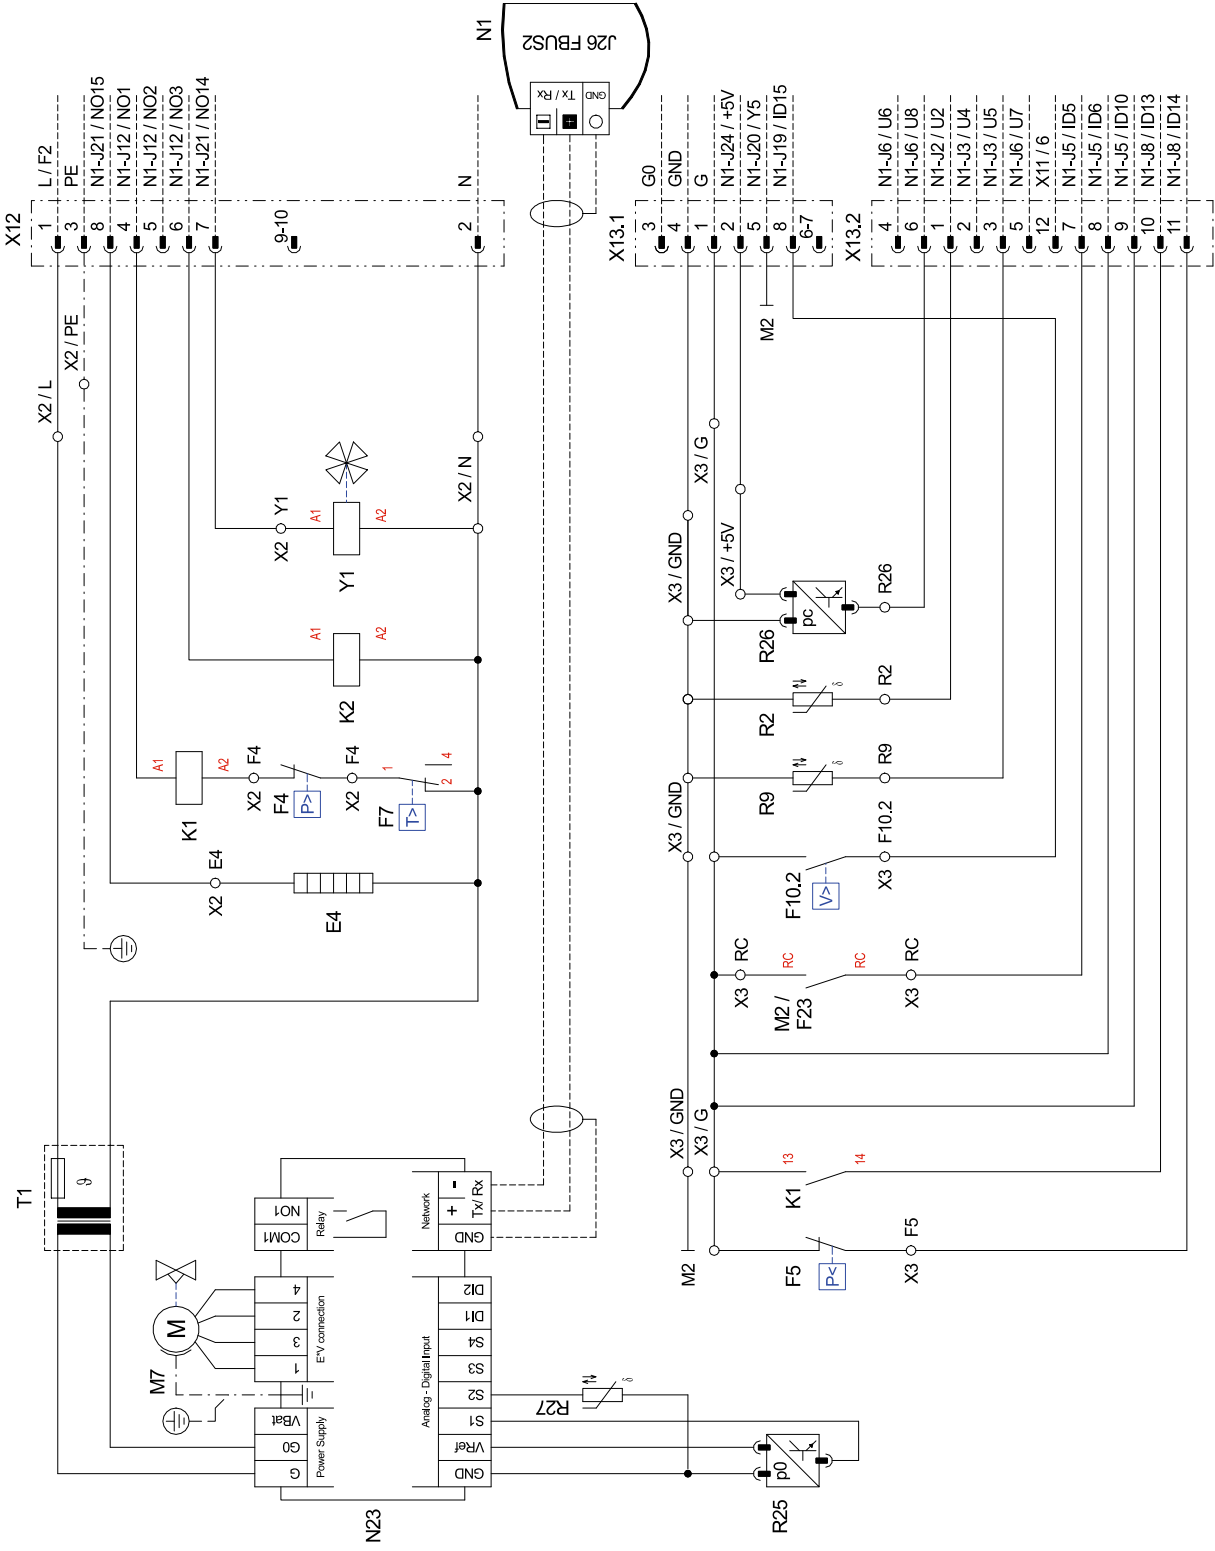 X12
1 L / F2
3 PE
8 N1-J21 / NO15
4 N1-J12 / NO1
5 N1-J12 / NO2
6 N1-J12 / NO3
7 N1-J21 / NO14
9-10
2 N
X2 / L
X2 / PE
X2 / N
X2 Y1
A1
A2
Y1
A1
A2
K2
A1
A2
K1
X2 F4
F4
P>
X2 F4
F7
T>
1
2
4
X2 E4
E4
T1
ϑ
N1
J26 FBUS2
Tx / Rx
GND
X13.1
3 G0
4 GND
1 G
2 N1-J24 / +5V
5 N1-J20 / Y5
8 N1-J19 / ID15
6-7
M2
X13.2
4 N1-J6 / U6
6 N1-J6 / U8
1 N1-J2 / U2
2 N1-J3 / U4
3 N1-J3 / U5
5 N1-J6 / U7
12 X11 / 6
7 N1-J5 / ID5
8 N1-J5 / ID6
9 N1-J5 / ID10
10 N1-J8 / ID13
11 N1-J8 / ID14
X3 / G
X3 / GND
X3 / +5V
R26
pc
R26
R2
R2
R9
R9
X3 / GND
F10.2
V>
X3 F10.2
X3 RC
RC
RC
M2 /
F23
X3 RC
X3 / GND
X3 / G
K1
13
14
M2
F5
P<
X3 F5
M7
M
N23
G
G0
VBat
Power Supply
1
3
2
4
E*V connection
COM1
NO1
Relay
GND
Tx/ Rx
+
-
Network
GND
VRef
S1
S2
S3
S4
DI1
DI2
Analog - Digital Input
R27
R25
p0